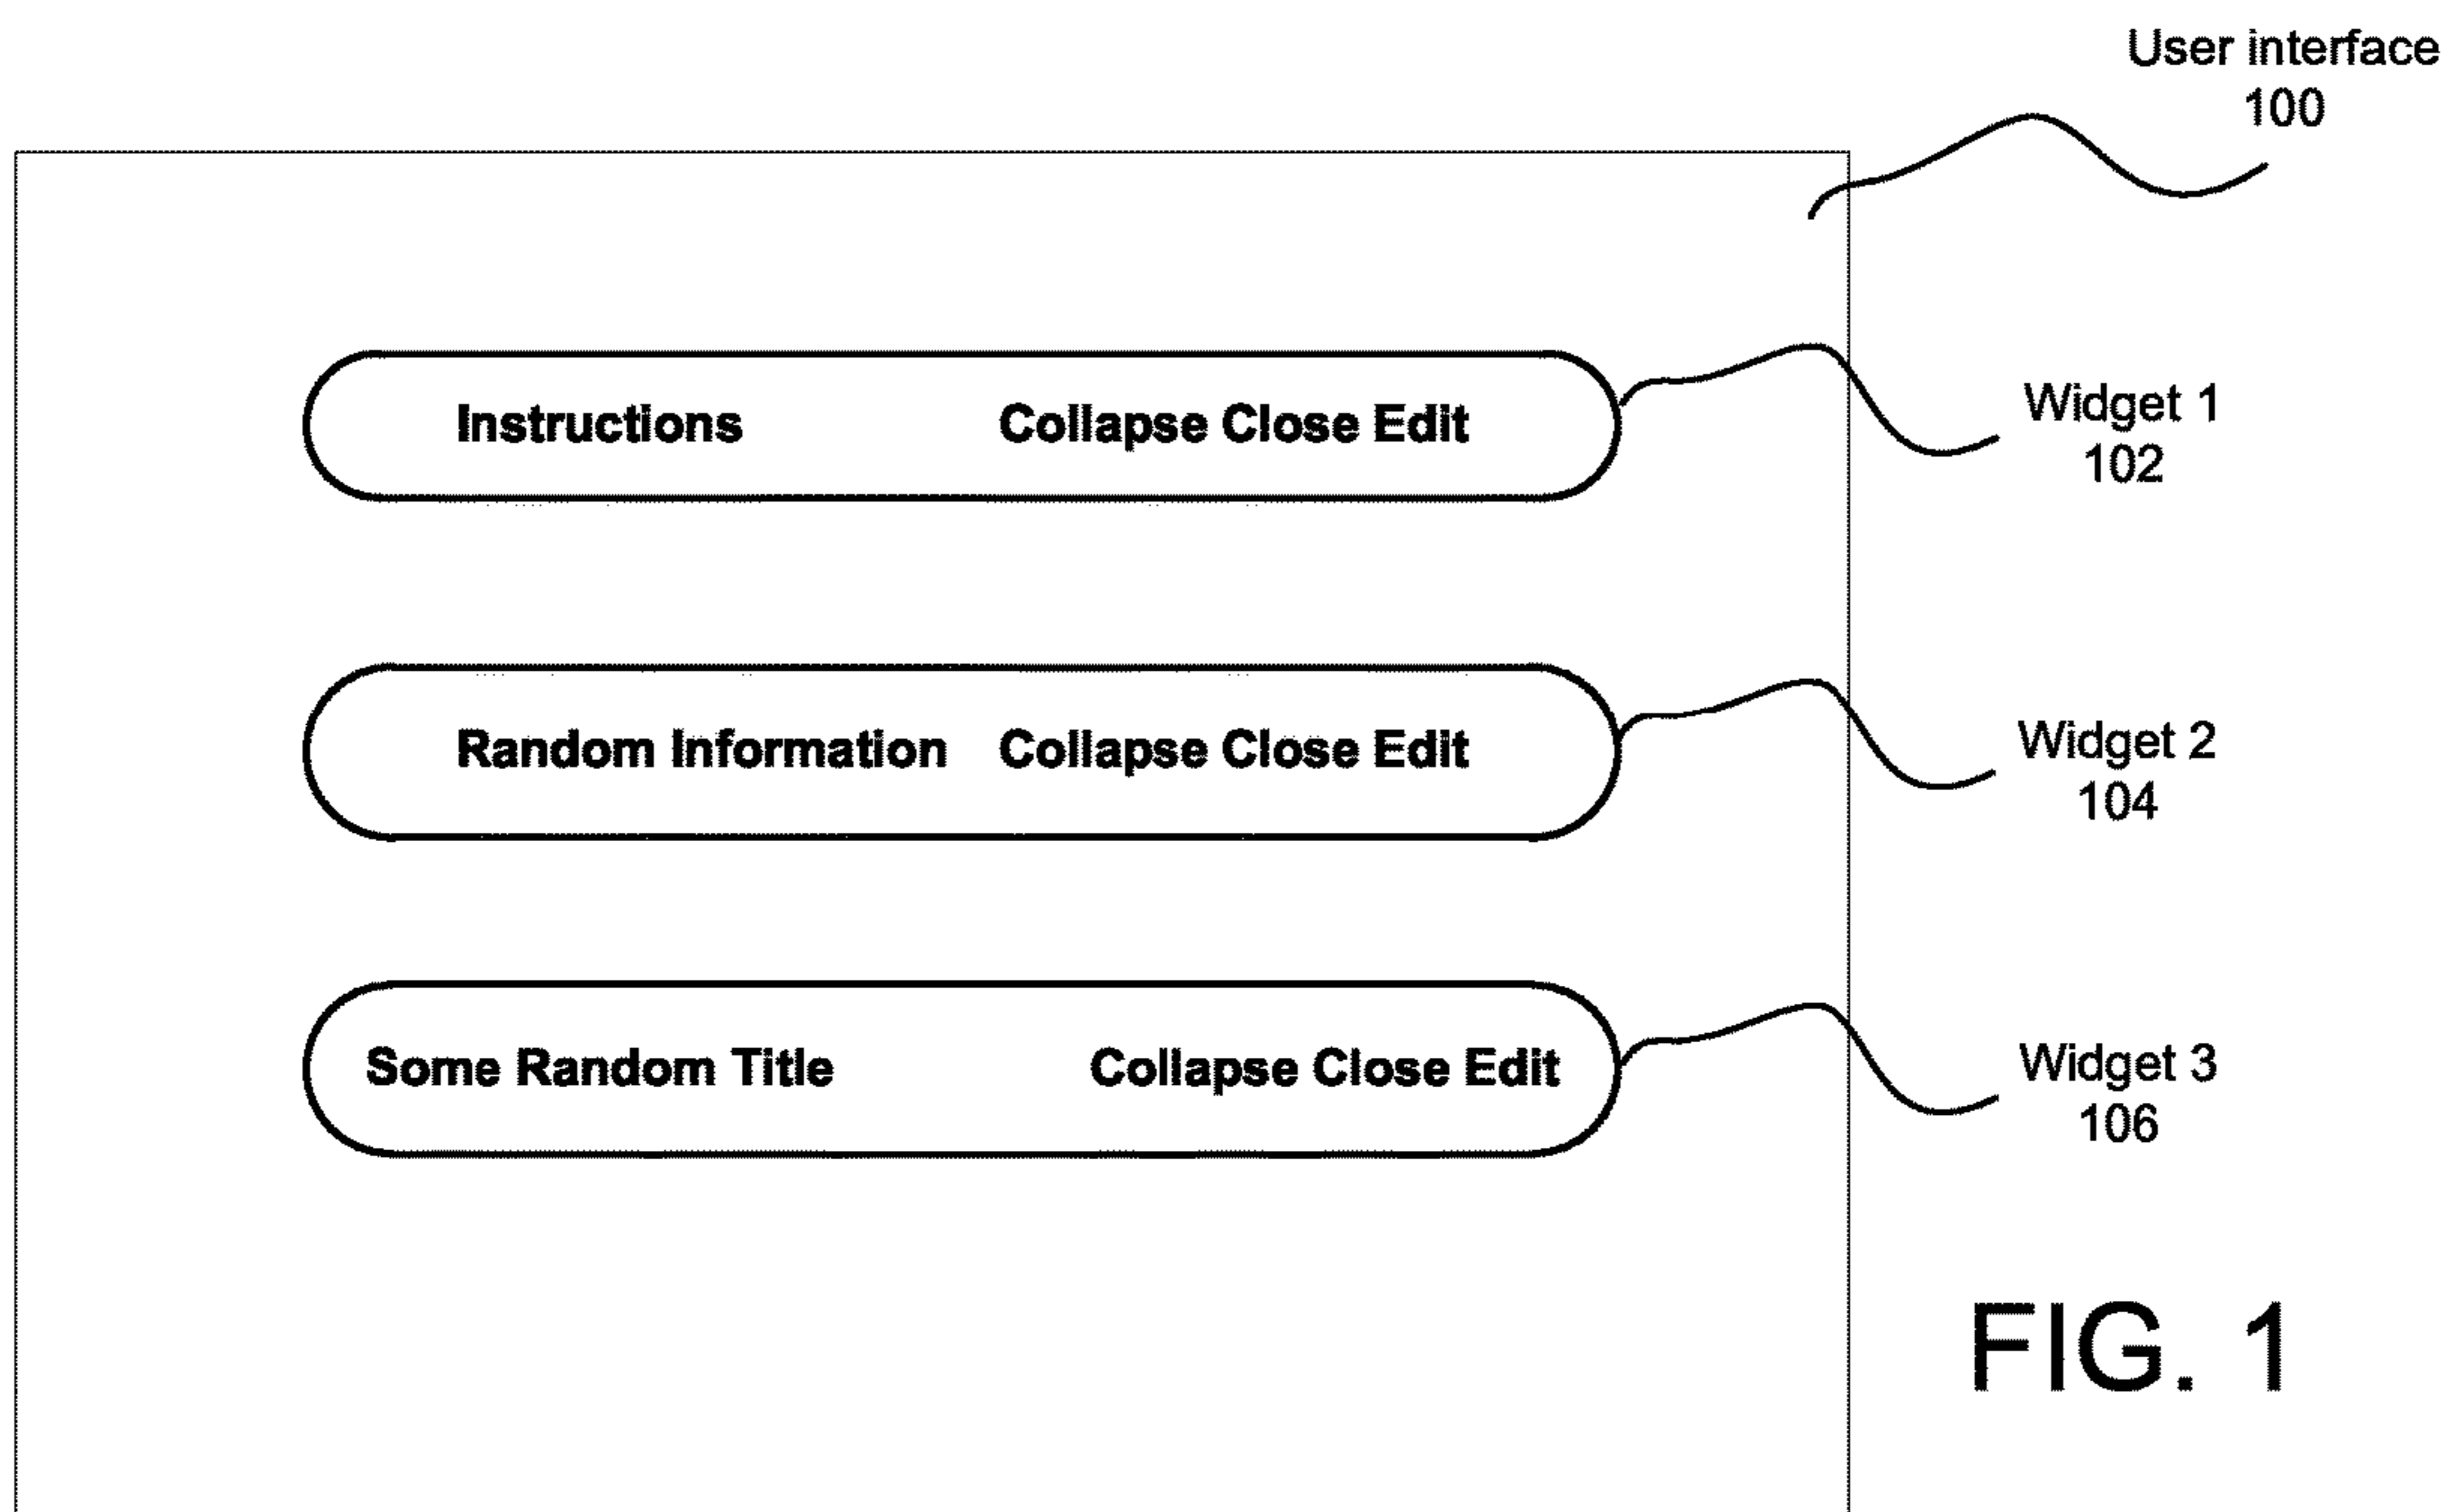 User interface
100
Instructions Collapse Close Edit
Widget 1
102
Random Information Collapse Close Edit
Widget 2
104
Some Random Title Collapse Close Edit
Widget 3
106
FIG. 1